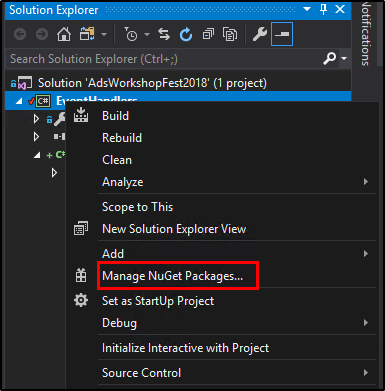 Solution Explorer
Notifications
Search Solution Explorer (Ctrl+;)
Solution 'AdsWorkshopFest2018' (1 project)
C# EventHandlers
Build
Rebuild
C#
Clean
Analyze
Scope to This
New Solution Explorer View
Add
Manage NuGet Packages...
Set as StartUp Project
Debug
Initialize Interactive with Project
Source Control